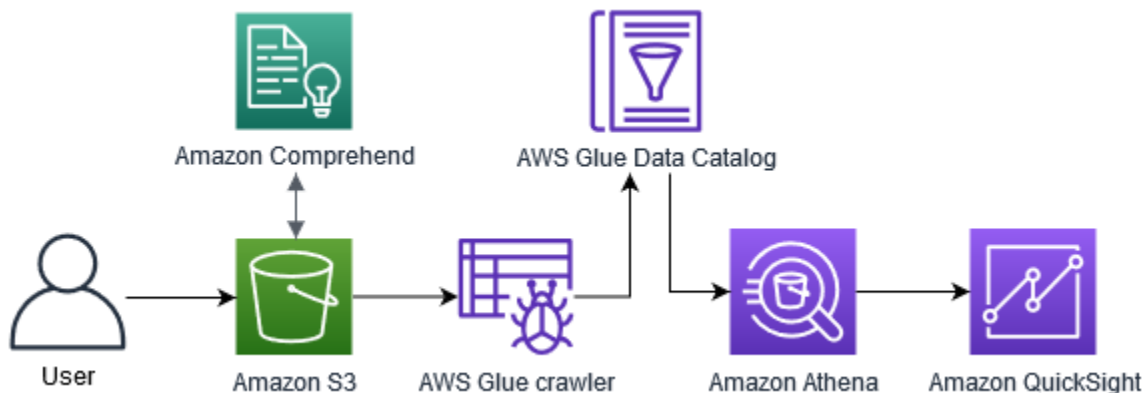 Amazon Comprehend
AWS Glue Data Catalog
User
Amazon S3
AWS Glue crawler
Amazon Athena
Amazon QuickSight